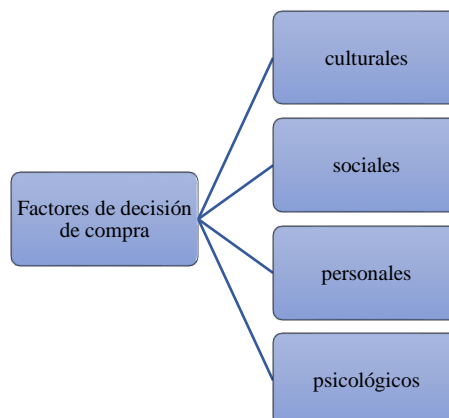 Factores de decisión
de compra
culturales
sociales
personales
psicológicos